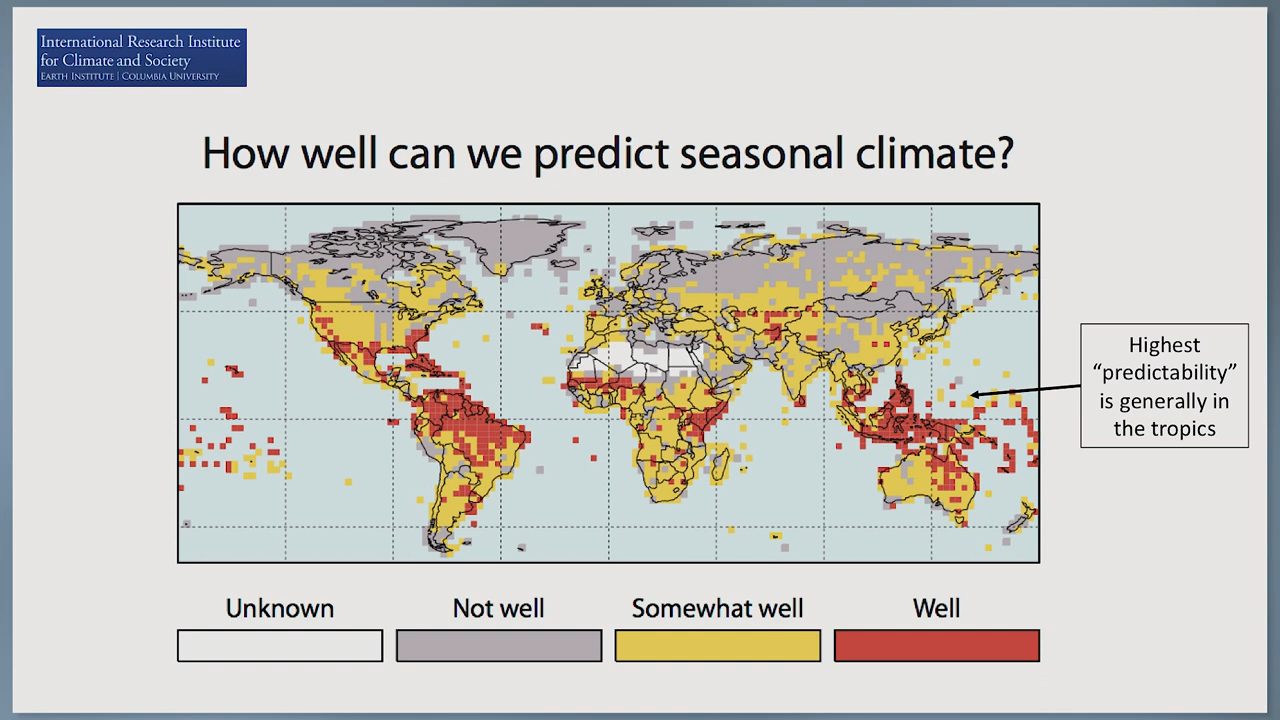 International Research Institute
for Climate and Society
EARTH INSTITUTE | COLUMBIA UNIVERSITY
How well can we predict seasonal climate?
Highest
“predictability”
is generally in
the tropics
Unknown
Not well
Somewhat well
Well